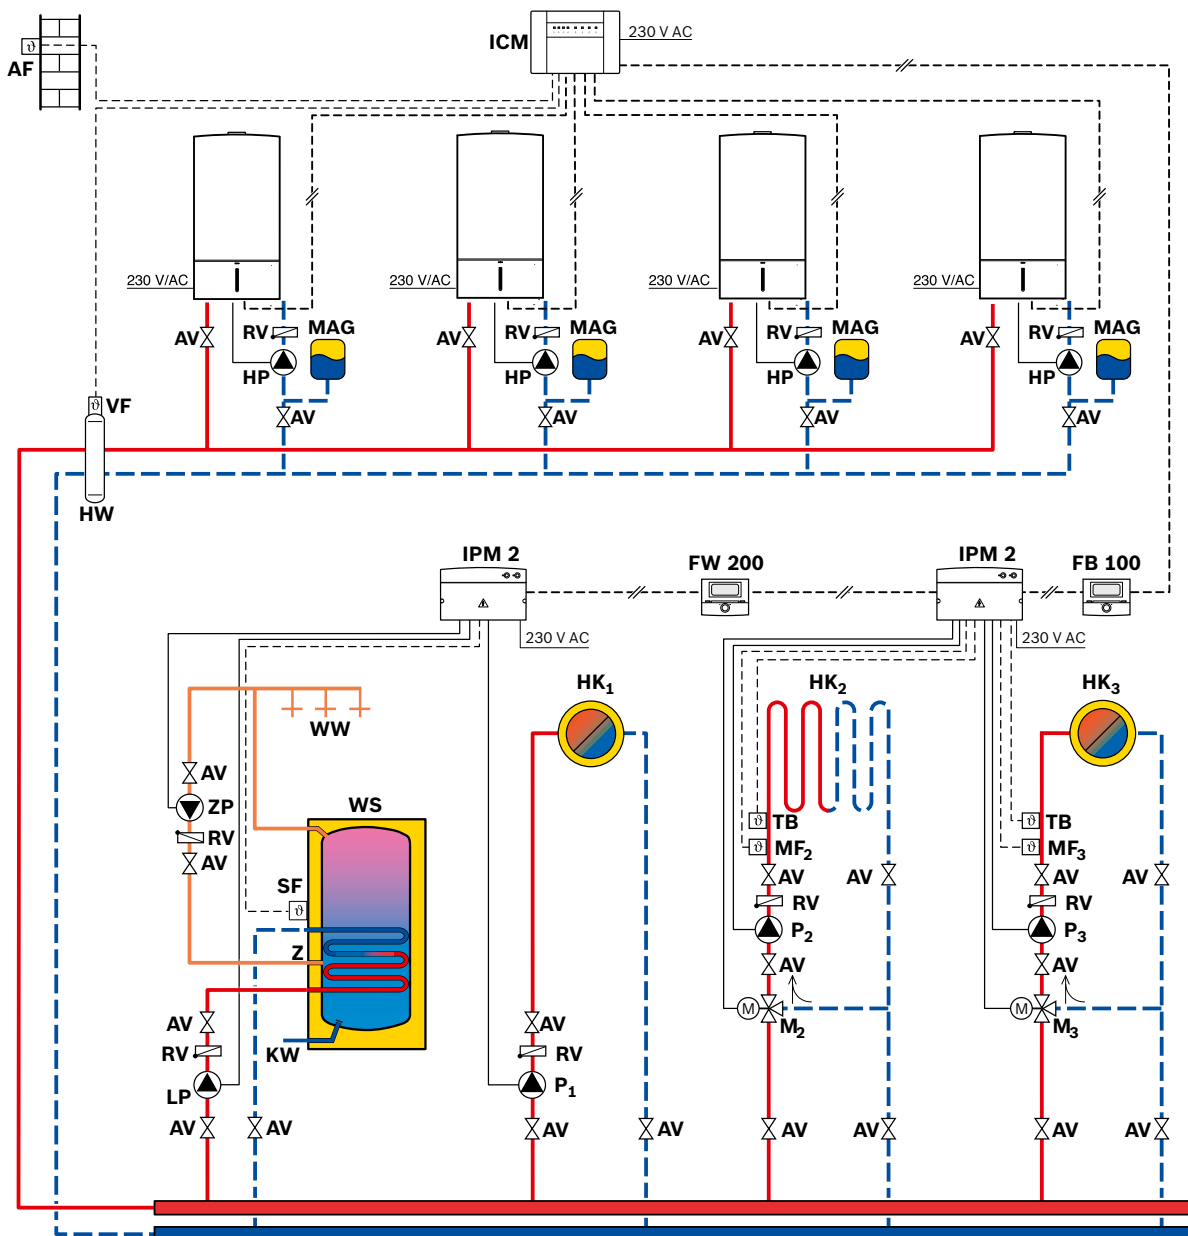 230 V AC
ICM
AF
ϑ
230 V/AC 230 V/AC 230 V/AC 230 V/AC
AV RV MAG AV RV MAG AV RV MAG AV RV MAG
HP HP HP HP
ϑ VF AV AV AV AV
HW
IPM 2 FW 200 IPM 2 FB 100
230 V AC 230 V AC
HK1 HK2 HK3
WW
AV
ZP WS
RV
AV
ϑ TB ϑ TB
ϑ MF2 ϑ MF3
AV AV AV AV
SF ϑ
RV RV
P2 P3
Z
AV AV
M M2 M M3
AV AV
RV KW RV
LP P1
AV AV AV AV AV AV AV AV